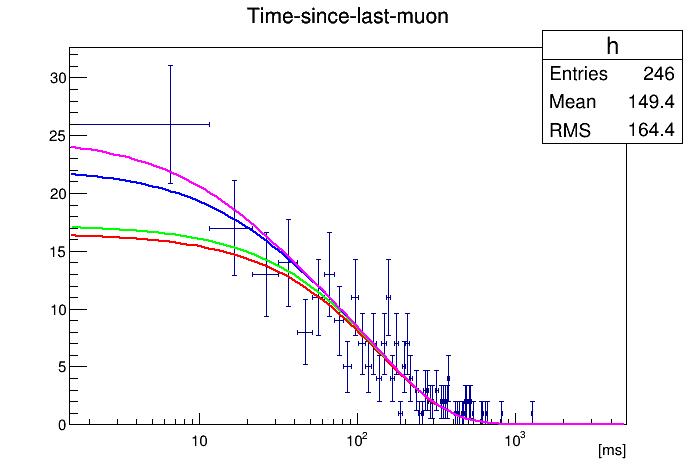 Time-since-last-muon
h
Entries 246
Mean 149.4
RMS 164.4
30
25
20
15
10
5
0
10 10² 10³
[ms]